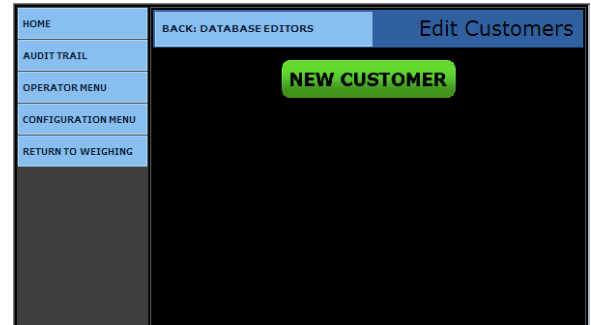 HOME
AUDIT TRAIL
OPERATOR MENU
CONFIGURATION MENU
RETURN TO WEIGHING
BACK: DATABASE EDITORS
Edit Customers
NEW CUSTOMER